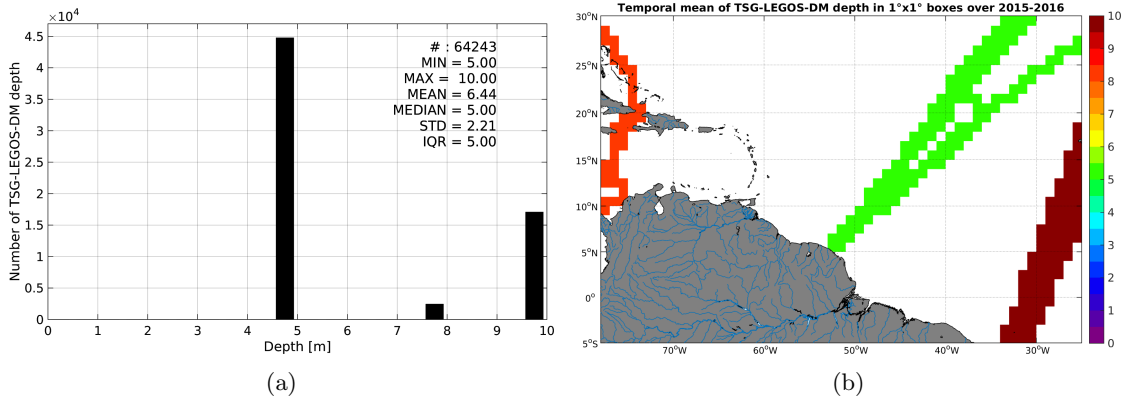 ×10⁴
4.5
4
3.5
3
2.5
2
1.5
1
0.5
0
Number of TSG-LEGOS-DM depth
# : 64243
MIN = 5.00
MAX = 10.00
MEAN = 6.44
MEDIAN = 5.00
STD = 2.21
IQR = 5.00
0 1 2 3 4 5 6 7 8 9 10
Depth [m]
(a)
Temporal mean of TSG-LEGOS-DM depth in 1°x1° boxes over 2015-2016
30°N
25°N
20°N
15°N
10°N
5°N
0°
5°S
70°W 60°W 50°W 40°W 30°W
10
9
8
7
6
5
4
3
2
1
0
(b)